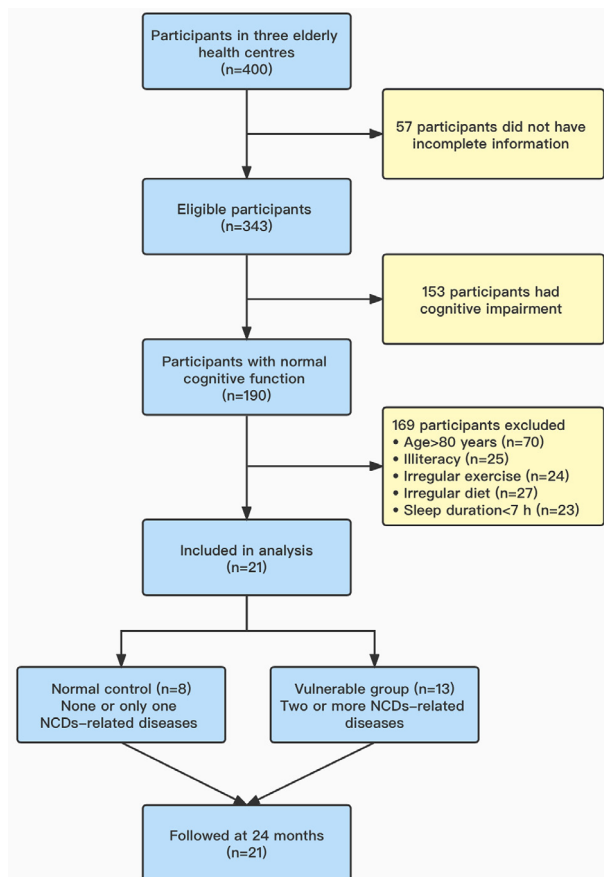 Participants in three elderly
health centres
(n=400)
57 participants did not have
incomplete information
Eligible participants
(n=343)
153 participants had
cognitive impairment
Participants with normal
cognitive function
(n=190)
169 participants excluded
• Age>80 years (n=70)
• Illiteracy (n=25)
• Irregular exercise (n=24)
• Irregular diet (n=27)
• Sleep duration<7 h (n=23)
Included in analysis
(n=21)
Normal control (n=8)
None or only one
NCDs–related diseases
Vulnerable group (n=13)
Two or more NCDs–related
diseases
Followed at 24 months
(n=21)